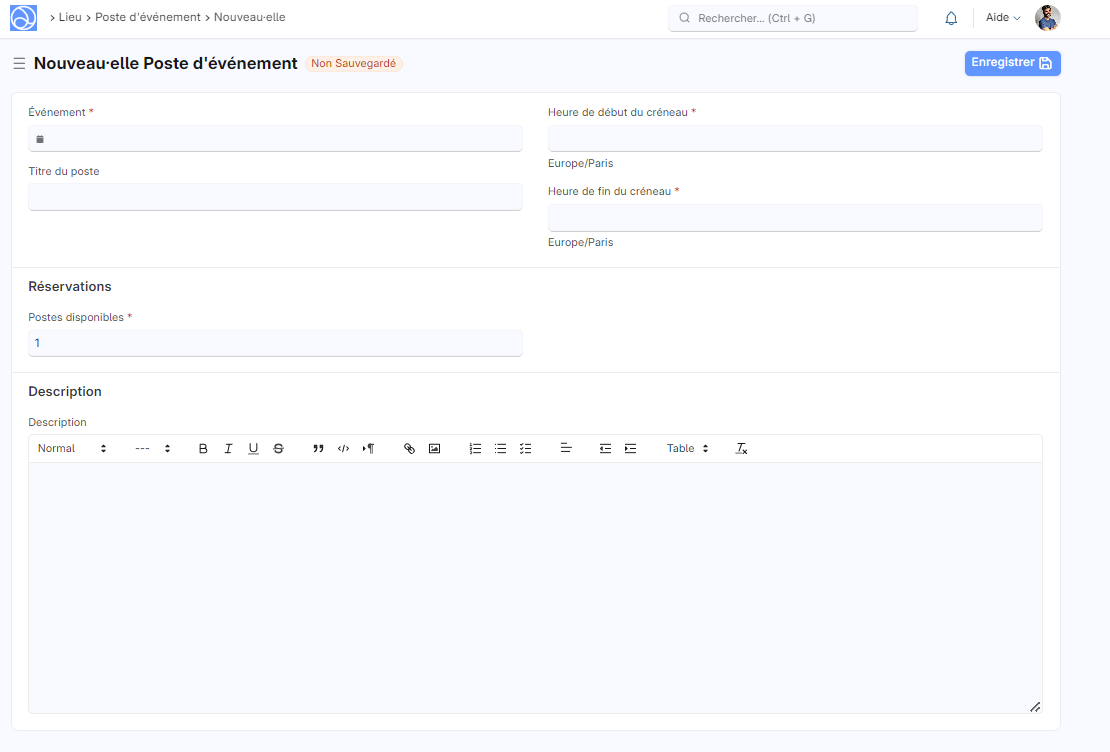 Lieu > Poste d'événement > Nouveau·elle
Rechercher... (Ctrl + G)
Aide
Nouveau·elle Poste d'événement
Non Sauvegardé
Enregistrer
Événement *
Titre du poste
Heure de début du créneau *
Europe/Paris
Heure de fin du créneau *
Europe/Paris
Réservations
Postes disponibles *
1
Description
Description
Normal --- B I U S Table